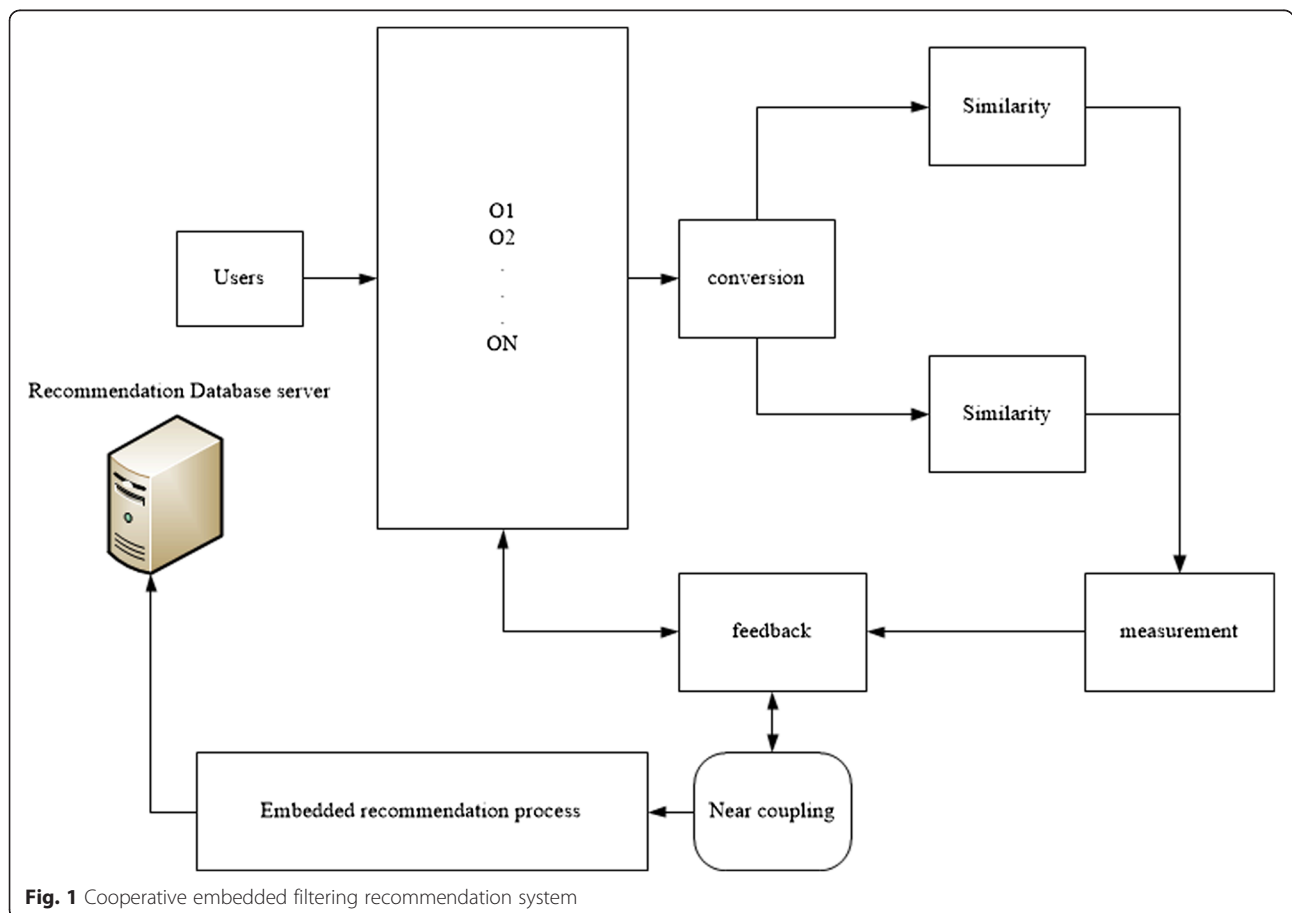 Similarity
O1
O2
.
.
.
ON
Users
conversion
Recommendation Database server
Similarity
feedback
measurement
Embedded recommendation process
Near coupling
Fig. 1 Cooperative embedded filtering recommendation system